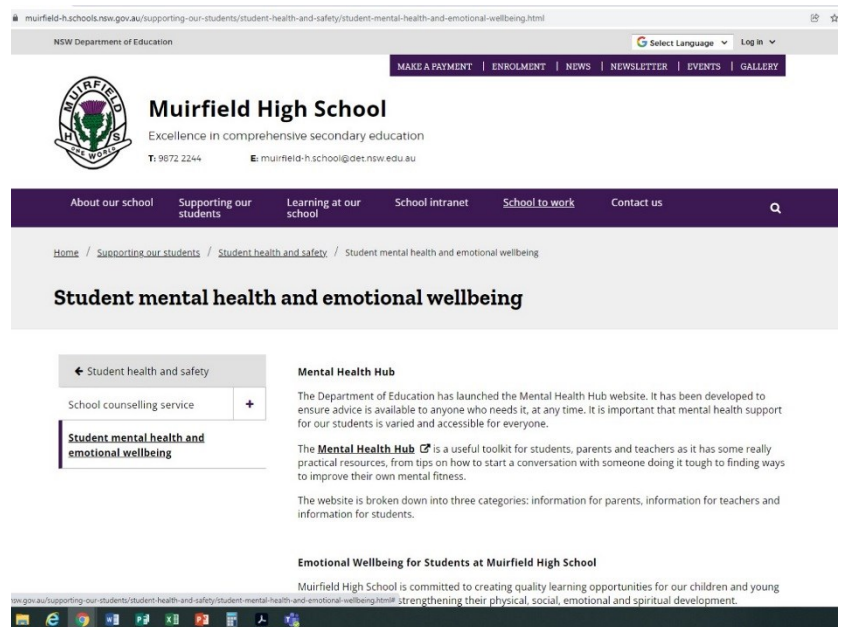 muirfield-h.schools.nsw.gov.au/supporting-our-students/student-health-and-safety/student-mental-health-and-emotional-wellbeing.html
NSW Department of Education
G Select Language
Log in
MAKE A PAYMENT | ENROLMENT | NEWS | NEWSLETTER | EVENTS | GALLERY
MUIRFIELD
H S
ONE WORLD
Muirfield High School
Excellence in comprehensive secondary education
T: 9872 2244 E: muirfield-h.school@det.nsw.edu.au
About our school
Supporting our
students
Learning at our
school
School intranet
School to work
Contact us
Home / Supporting our students / Student health and safety / Student mental health and emotional wellbeing
Student mental health and emotional wellbeing
Student health and safety
School counselling service +
Student mental health and
emotional wellbeing
Mental Health Hub
The Department of Education has launched the Mental Health Hub website. It has been developed to
ensure advice is available to anyone who needs it, at any time. It is important that mental health support
for our students is varied and accessible for everyone.
The Mental Health Hub is a useful toolkit for students, parents and teachers as it has some really
practical resources, from tips on how to start a conversation with someone doing it tough to finding ways
to improve their own mental fitness.
The website is broken down into three categories: information for parents, information for teachers and
information for students.
Emotional Wellbeing for Students at Muirfield High School
Muirfield High School is committed to creating quality learning opportunities for our children and young
strengthening their physical, social, emotional and spiritual development.
nsw.gov.au/supporting-our-students/student-health-and-safety/student-mental-health-and-emotional-wellbeing.html#